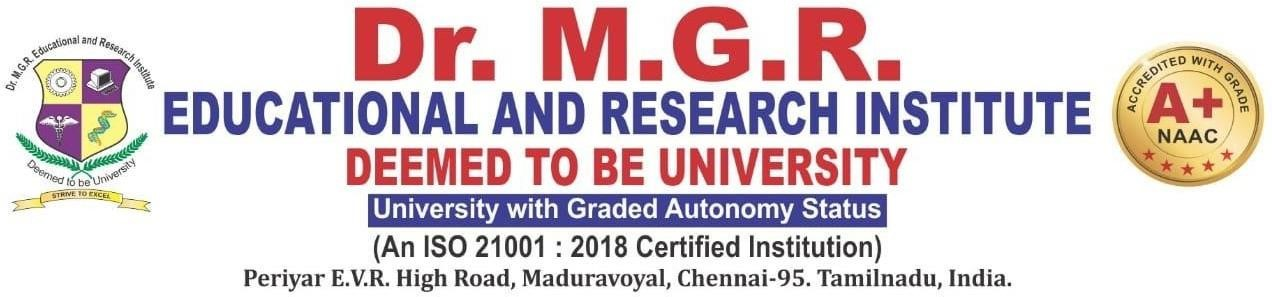 Dr. M.G.R. Educational and Research Institute
Deemed to be University
STRIVE TO EXCEL
Dr. M.G.R.
EDUCATIONAL AND RESEARCH INSTITUTE
DEEMED TO BE UNIVERSITY
University with Graded Autonomy Status
(An ISO 21001 : 2018 Certified Institution)
Periyar E.V.R. High Road, Maduravoyal, Chennai-95. Tamilnadu, India.
ACCREDITED WITH GRADE
A+
NAAC